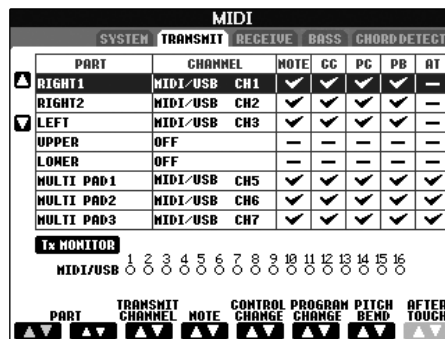 MIDI
SYSTEM TRANSMIT RECEIVE BASS CHORD DETECT
PART CHANNEL NOTE CC PC PB AT
RIGHT1 MIDI/USB CH1
RIGHT2 MIDI/USB CH2
LEFT MIDI/USB CH3
UPPER OFF
LOWER OFF
MULTI PAD1 MIDI/USB CH5
MULTI PAD2 MIDI/USB CH6
MULTI PAD3 MIDI/USB CH7
Tx MONITOR
1 2 3 4 5 6 7 8 9 10 11 12 13 14 15 16
MIDI/USB
PART TRANSMIT CHANNEL NOTE CONTROL CHANGE PROGRAM CHANGE PITCH BEND AFTER TOUCH